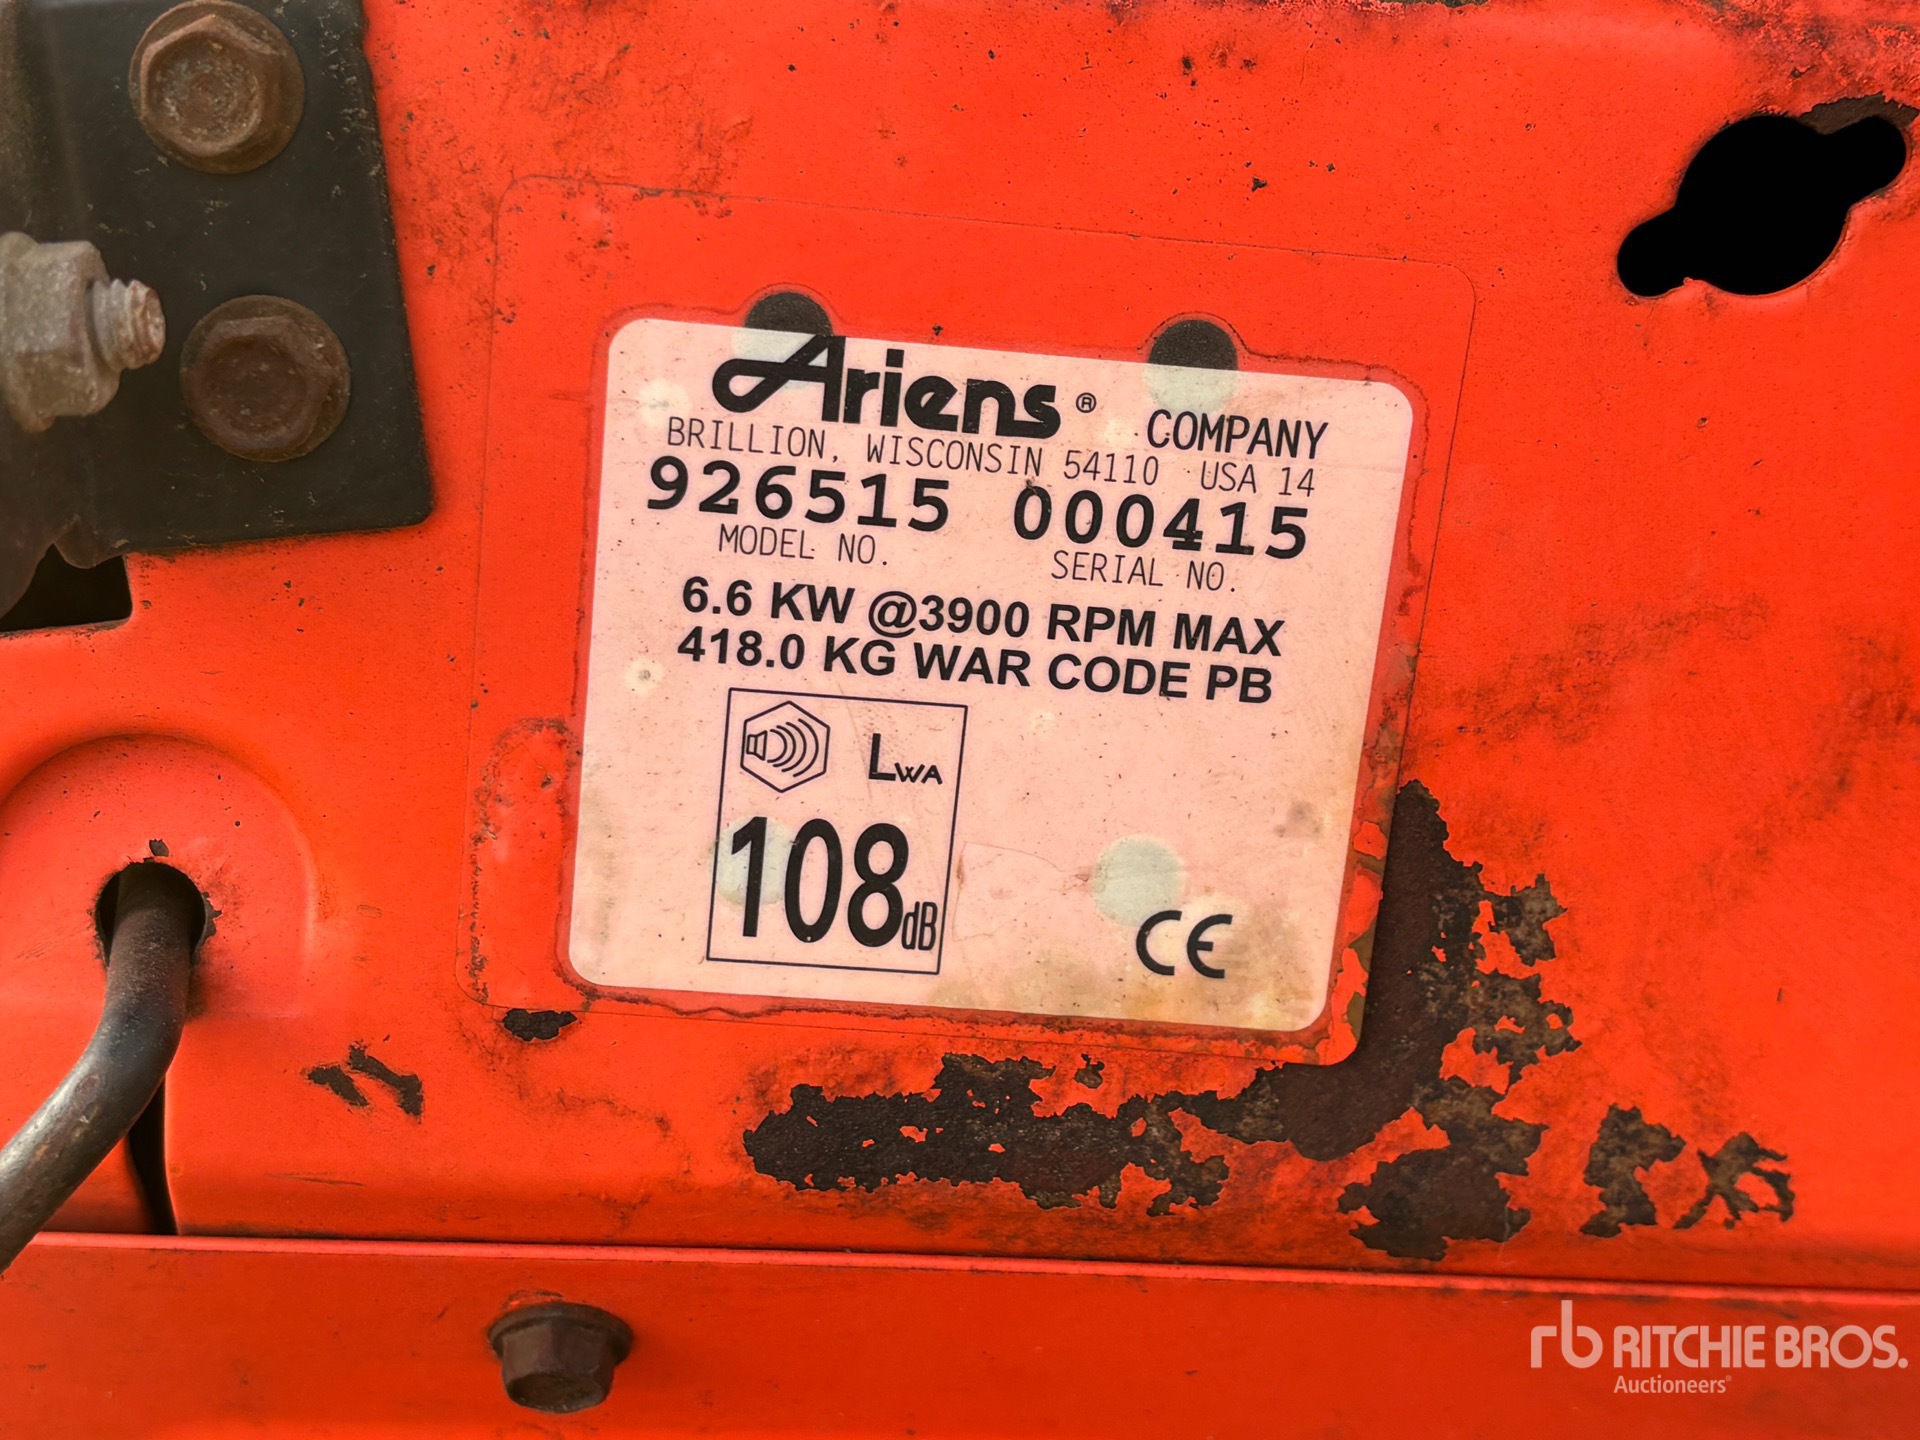 Ariens® COMPANY
BRILLION, WISCONSIN 54110 USA 14
926515 000415
MODEL NO. SERIAL NO.
6.6 KW @3900 RPM MAX
418.0 KG WAR CODE PB
LWA
108dB
CE
rb RITCHIE BROS.
Auctioneers®